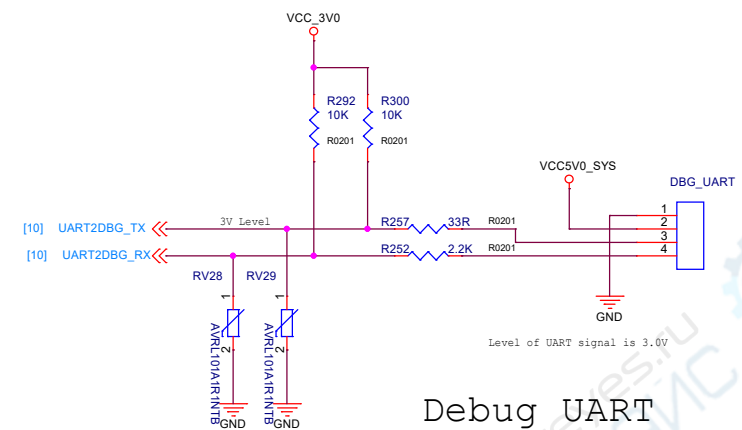 VCC_3V0
R292 R300
10K 10K
R0201 R0201
VCC5V0_SYS
DBG_UART
[10] UART2DBG_TX 3V Level R257 33R R0201
[10] UART2DBG_RX R252 2.2K R0201
1
2
3
4
RV28 RV29
1 1
AVRL101A1R1NTB AVRL101A1R1NTB
2 2
GND GND
GND
Level of UART signal is 3.0V
Debug UART